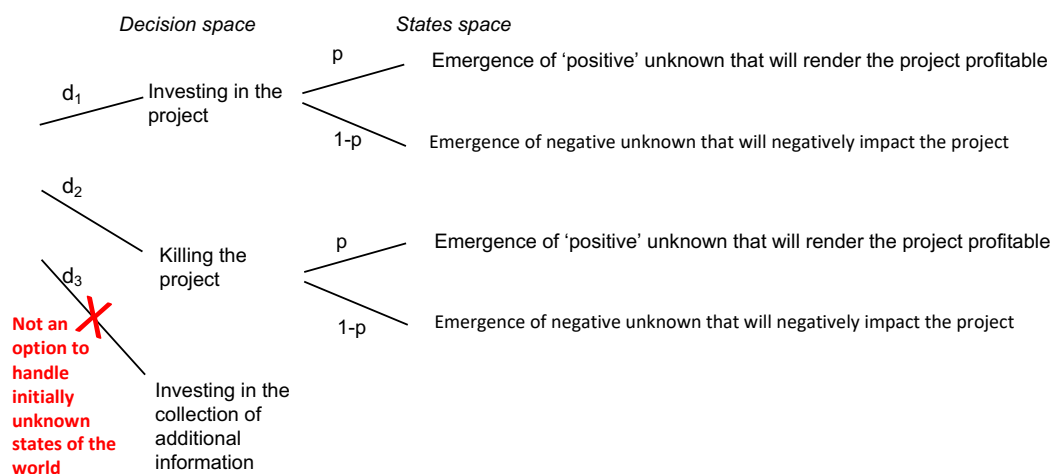 Decision space
States space
p
Emergence of ‘positive’ unknown that will render the project profitable
d1
Investing in the
project
1-p
Emergence of negative unknown that will negatively impact the project
d2
Killing the
project
p
Emergence of ‘positive’ unknown that will render the project profitable
1-p
Emergence of negative unknown that will negatively impact the project
d3
Not an
option to
handle
initially
unknown
states of the
world
Investing in the
collection of
additional
information